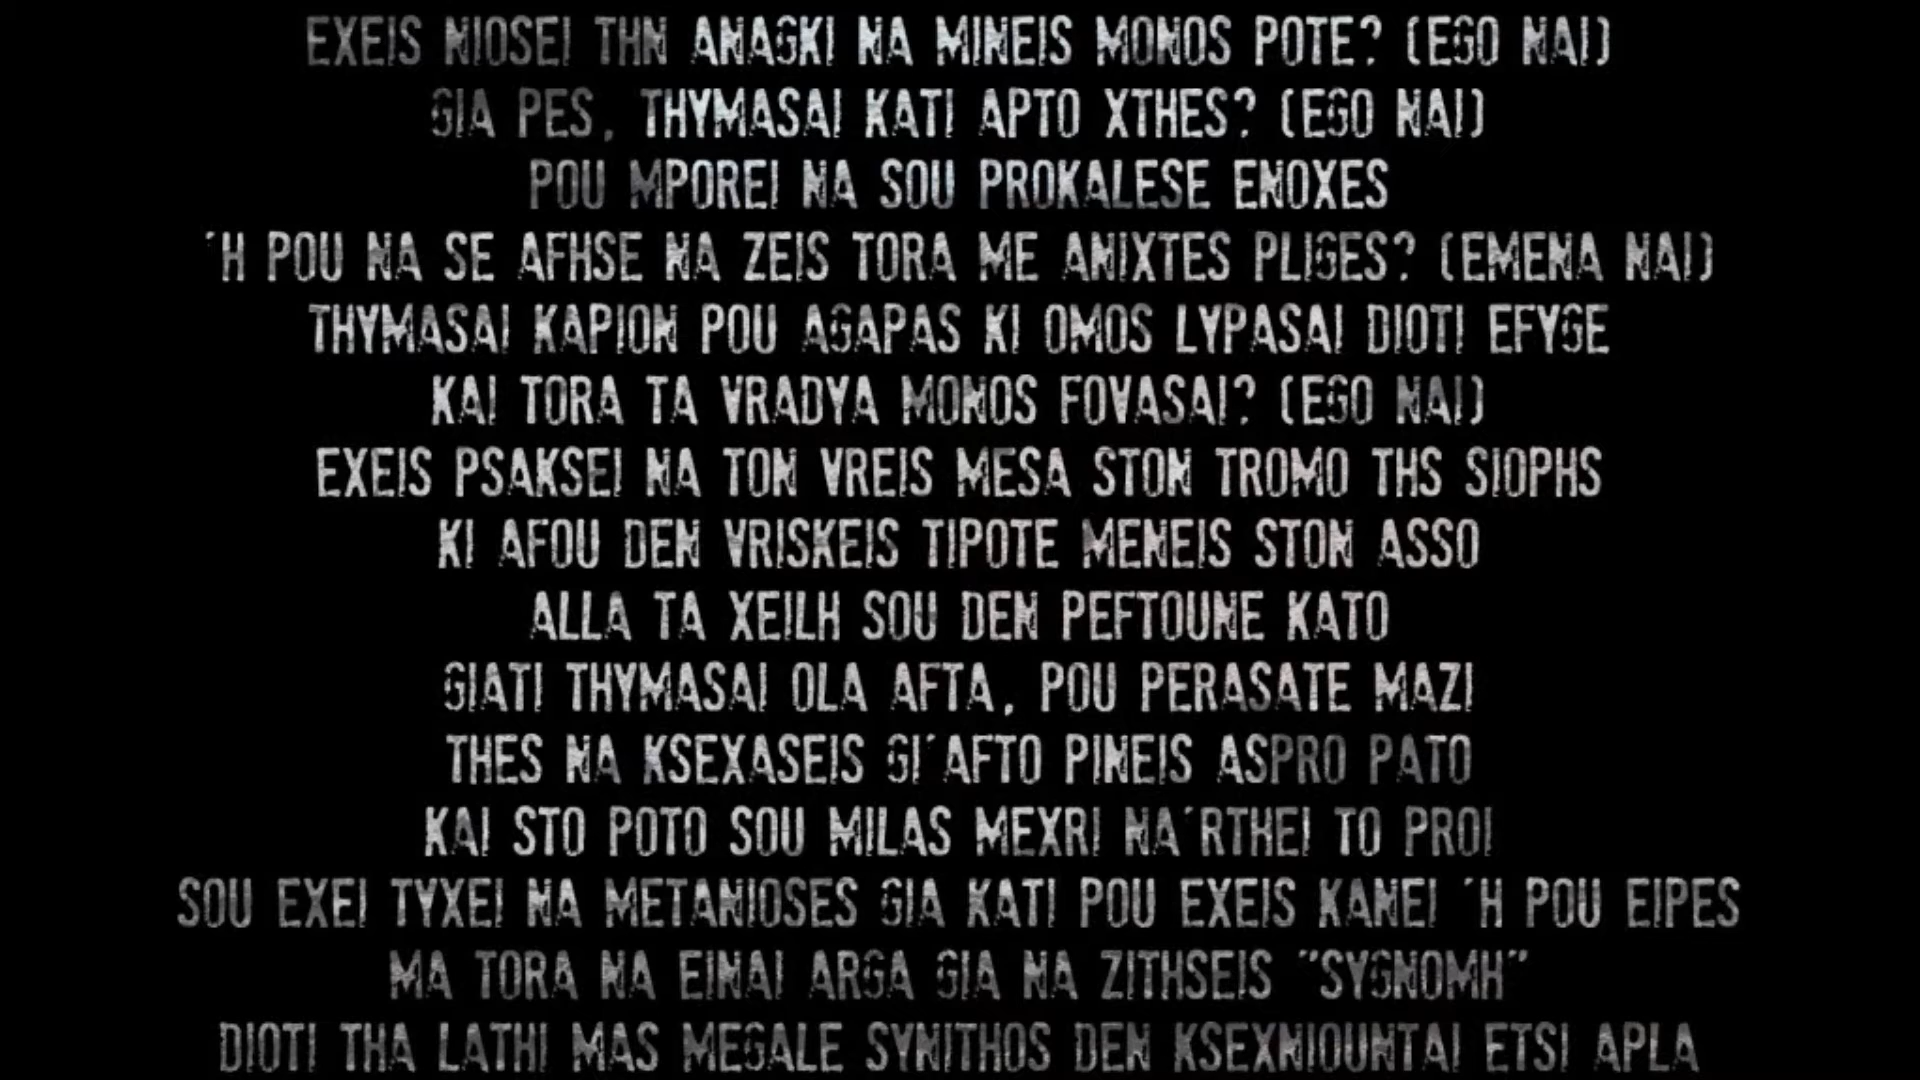 EXEIS NIOSEI THN ANAGKI NA MINEIS MONOS POTE? (EGO NAI)
GIA PES, THYMASAI KATI APTO XTHES? (EGO NAI)
POU MPOREI NA SOU PROKALESE ENOXES
´H POU NA SE AFHSE NA ZEIS TORA ME ANIXTES PLIGES? (EMENA NAI)
THYMASAI KAPION POU AGAPAS KI OMOS LYPASAI DIOTI EFYGE
KAI TORA TA VRADYA MONOS FOVASAI? (EGO NAI)
EXEIS PSAKSEI NA TON VREIS MESA STON TROMO THS SIOPHS
KI AFOU DEN VRISKEIS TIPOTE MENEIS STON ASSO
ALLA TA XEILH SOU DEN PEFTOUNE KATO
GIATI THYMASAI OLA AFTA, POU PERASATE MAZI
THES NA KSEXASEIS GI´AFTO PINEIS ASPRO PATO
KAI STO POTO SOU MILAS MEXRI NA´RTHEI TO PROI
SOU EXEI TYXEI NA METANIOSES GIA KATI POU EXEIS KANEI ´H POU EIPES
MA TORA NA EINAI ARGA GIA NA ZITHSEIS "SYGNOMH"
DIOTI THA LATHI MAS MEGALE SYNITHOS DEN KSEXNIOUNTAI ETSI APLA